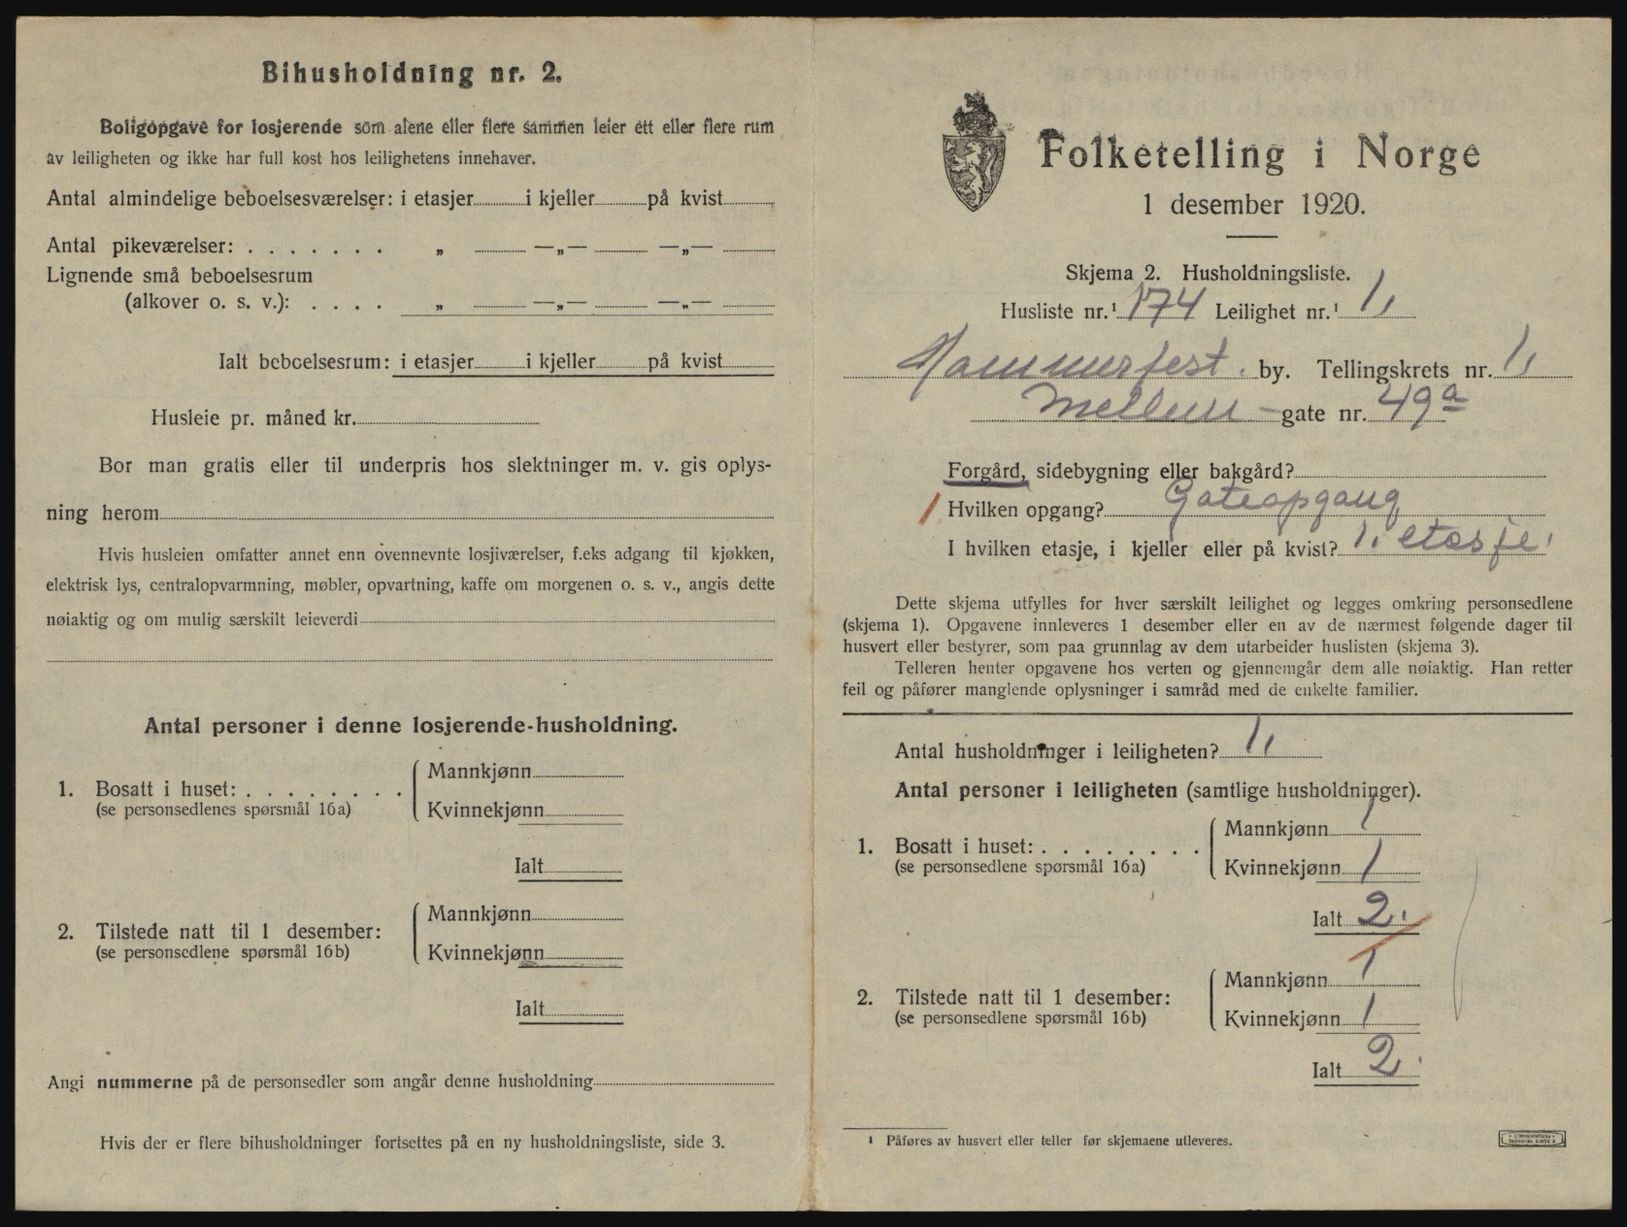 Bihusholdning nr. 2.
Boligopgave for losjerende som alene eller flere sammen leier ett eller flere rum
av leiligheten og ikke har full kost hos leilighetens innehaver.
Antal almindelige beboelsesværelser: i etasjer i kjeller på kvist
Antal pikeværelser: . . . . . . . „ —„— —„—
Lignende små beboelsesrum
(alkover o. s. v.): . . . . „ —„— —„—
Ialt beboelsesrum: i etasjer i kjeller på kvist
Husleie pr. måned kr.
Bor man gratis eller til underpris hos slektninger m. v. gis oplys-
ning herom
Hvis husleien omfatter annet enn ovennevnte losjiværelser, f.eks adgang til kjøkken,
elektrisk lys, centralopvarmning, møbler, opvartning, kaffe om morgenen o. s. v., angis dette
nøiaktig og om mulig særskilt leieverdi
Antal personer i denne losjerende-husholdning.
1. Bosatt i huset: . . . . . . . . Mannkjønn
(se personsedlenes spørsmål 16a) Kvinnekjønn
Ialt
2. Tilstede natt til 1 desember: Mannkjønn
(se personsedlene spørsmål 16b) Kvinnekjønn
Ialt
Angi nummerne på de personsedler som angår denne husholdning
Hvis der er flere bihusholdninger fortsettes på en ny husholdningsliste, side 3.
Folketelling i Norge
1 desember 1920.
Skjema 2. Husholdningsliste.
Husliste nr.¹ 174 Leilighet nr.¹ 1,
Hammerfest by. Tellingskrets nr. 1,
Mellem-gate nr. 49a
Forgård, sidebygning eller bakgård?
1. Hvilken opgang? Gateopgang
I hvilken etasje, i kjeller eller på kvist? 1. etasje
Dette skjema utfylles for hver særskilt leilighet og legges omkring personsedlene
(skjema 1). Opgavene innleveres 1 desember eller en av de nærmest følgende dager til
husvert eller bestyrer, som paa grunnlag av dem utarbeider huslisten (skjema 3).
Telleren henter opgavene hos verten og gjennemgår dem alle nøiaktig. Han retter
feil og påfører manglende oplysninger i samråd med de enkelte familier.
Antal husholdninger i leiligheten? 1,
Antal personer i leiligheten (samtlige husholdninger).
1. Bosatt i huset: . . . . . . . . Mannkjønn 1
(se personsedlene spørsmål 16a) Kvinnekjønn 1
Ialt 2.
2. Tilstede natt til 1 desember: Mannkjønn 1
(se personsedlene spørsmål 16b) Kvinnekjønn 1
Ialt 2.
¹ Påføres av husvert eller teller før skjemaene utleveres.